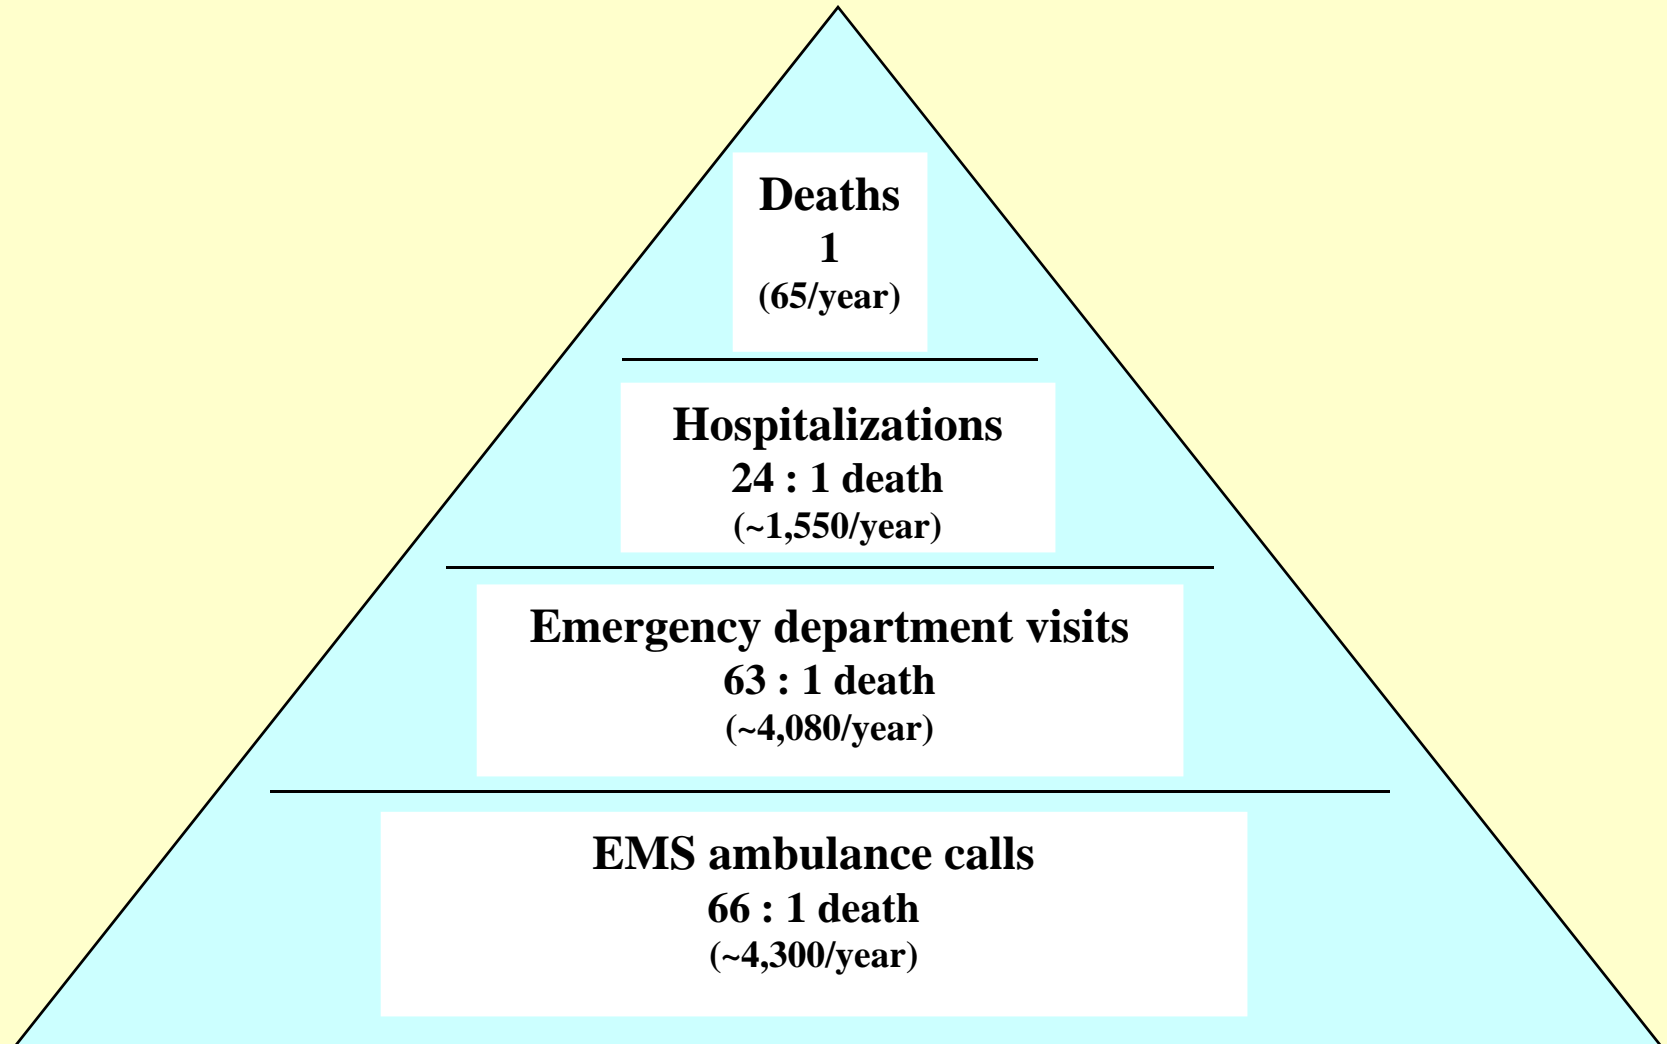 Deaths
1
(65/year)
Hospitalizations
24 : 1 death
(~1,550/year)
Emergency department visits
63 : 1 death
(~4,080/year)
EMS ambulance calls
66 : 1 death
(~4,300/year)